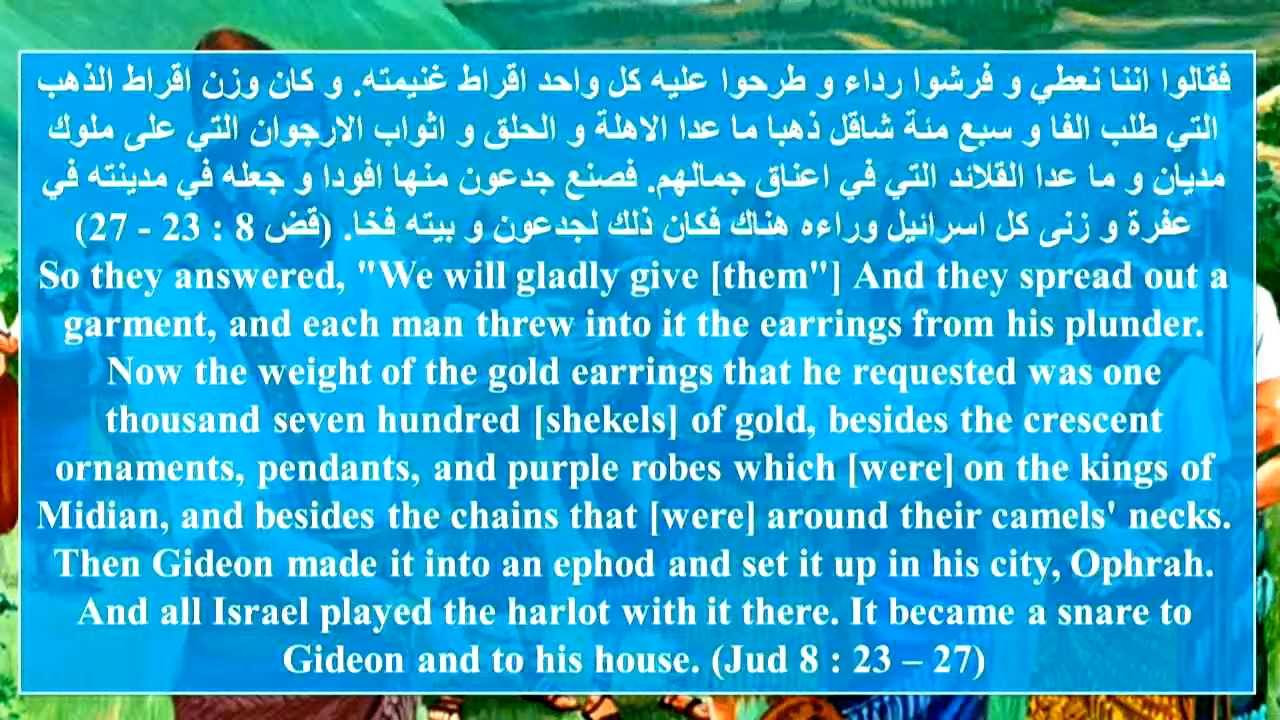 فقالوا اننا نعطي و فرشوا رداء و طرحوا عليه كل واحد اقراط غنيمته. و كان وزن اقراط الذهب
التي طلب الفا و سبع مئة شاقل ذهبا ما عدا الاهلة و الحلق و اثواب الارجوان التي على ملوك
مديان و ما عدا القلائد التي في اعناق جمالهم. فصنع جدعون منها افودا و جعله في مدينته في
عفرة و زنى كل اسرائيل وراءه هناك فكان ذلك لجدعون و بيته فخا. (قض 8 : 23 - 27)
So they answered, "We will gladly give [them"] And they spread out a
garment, and each man threw into it the earrings from his plunder.
Now the weight of the gold earrings that he requested was one
thousand seven hundred [shekels] of gold, besides the crescent
ornaments, pendants, and purple robes which [were] on the kings of
Midian, and besides the chains that [were] around their camels' necks.
Then Gideon made it into an ephod and set it up in his city, Ophrah.
And all Israel played the harlot with it there. It became a snare to
Gideon and to his house. (Jud 8 : 23 – 27)